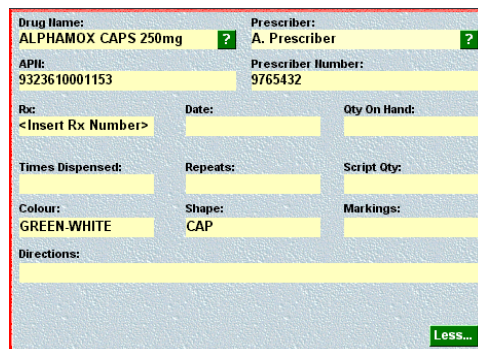 Drug Name: Prescriber:
ALPHAMOX CAPS 250mg ? A. Prescriber ?
APN: Prescriber Number:
9323610001153 9765432
Rx: Date: Qty On Hand:
<Insert Rx Number>
Times Dispensed: Repeats: Script Qty:
Colour: Shape: Markings:
GREEN-WHITE CAP
Directions:
Less...